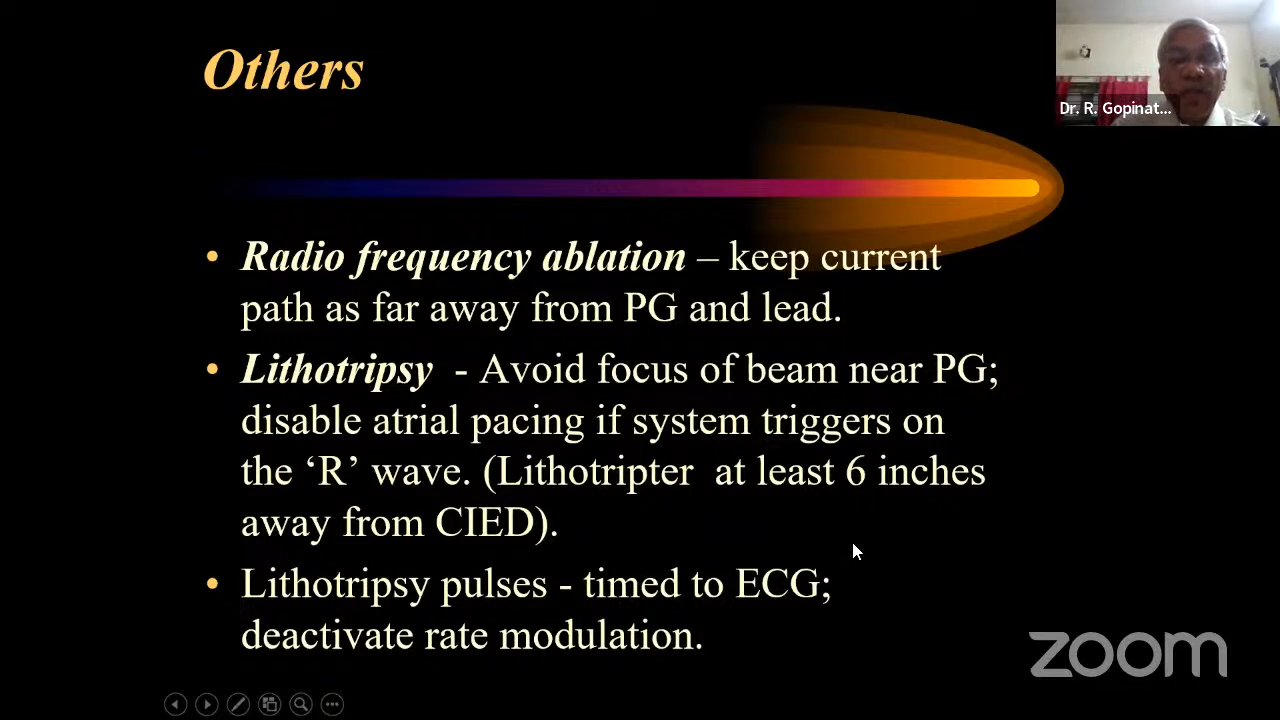 Others
Dr. R. Gopinat...
• Radio frequency ablation – keep current
path as far away from PG and lead.
• Lithotripsy - Avoid focus of beam near PG;
disable atrial pacing if system triggers on
the ‘R’ wave. (Lithotripter at least 6 inches
away from CIED).
• Lithotripsy pulses - timed to ECG;
deactivate rate modulation.
zoom